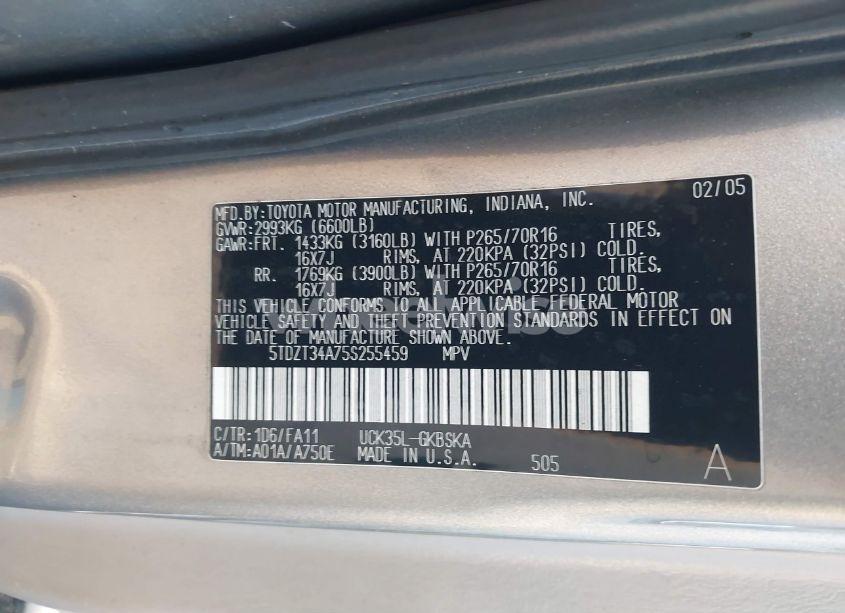 MFD.BY:TOYOTA MOTOR MANUFACTURING, INDIANA, INC. 02/05
GVWR:2993KG (6600LB)
GAWR:FRT. 1433KG (3160LB) WITH P265/70R16 TIRES,
16X7J RIMS, AT 220KPA (32PSI) COLD.
RR. 1769KG (3900LB) WITH P265/70R16 TIRES,
16X7J RIMS, AT 220KPA (32PSI) COLD.
THIS VEHICLE CONFORMS TO ALL APPLICABLE FEDERAL MOTOR
VEHICLE SAFETY AND THEFT PREVENTION STANDARDS IN EFFECT ON
THE DATE OF MANUFACTURE SHOWN ABOVE.
5TDZT34A75S255459 MPV
C/TR:1D6/FA11 UCK35L-GKBSKA
A/TM:A01A/A750E MADE IN U.S.A. 505 A